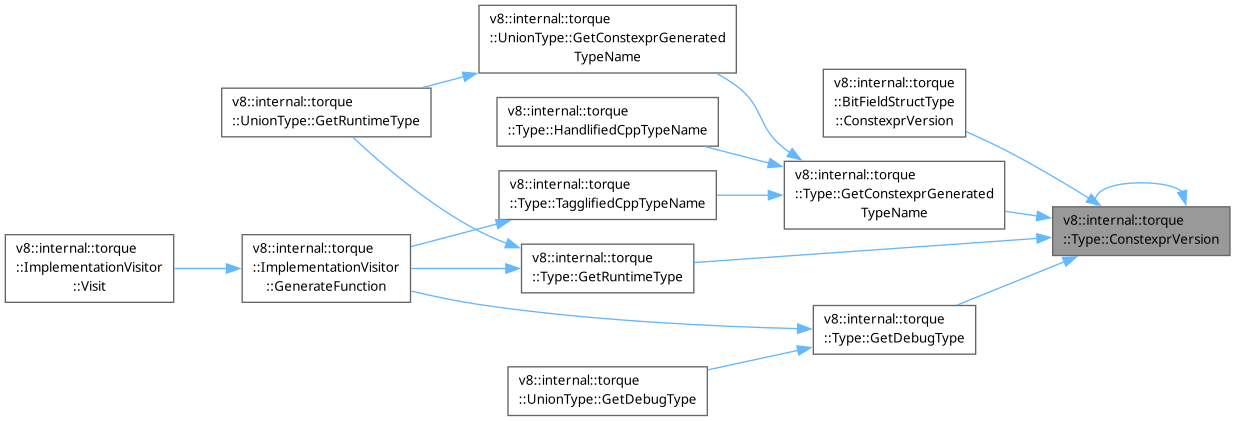 v8::internal::torque
::UnionType::GetConstexprGenerated
TypeName
v8::internal::torque
::BitFieldStructType
::ConstexprVersion
v8::internal::torque
::UnionType::GetRuntimeType
v8::internal::torque
::Type::HandlifiedCppTypeName
v8::internal::torque
::Type::GetConstexprGenerated
TypeName
v8::internal::torque
::Type::TagglifiedCppTypeName
v8::internal::torque
::Type::ConstexprVersion
v8::internal::torque
::ImplementationVisitor
::Visit
v8::internal::torque
::ImplementationVisitor
::GenerateFunction
v8::internal::torque
::Type::GetRuntimeType
v8::internal::torque
::Type::GetDebugType
v8::internal::torque
::UnionType::GetDebugType